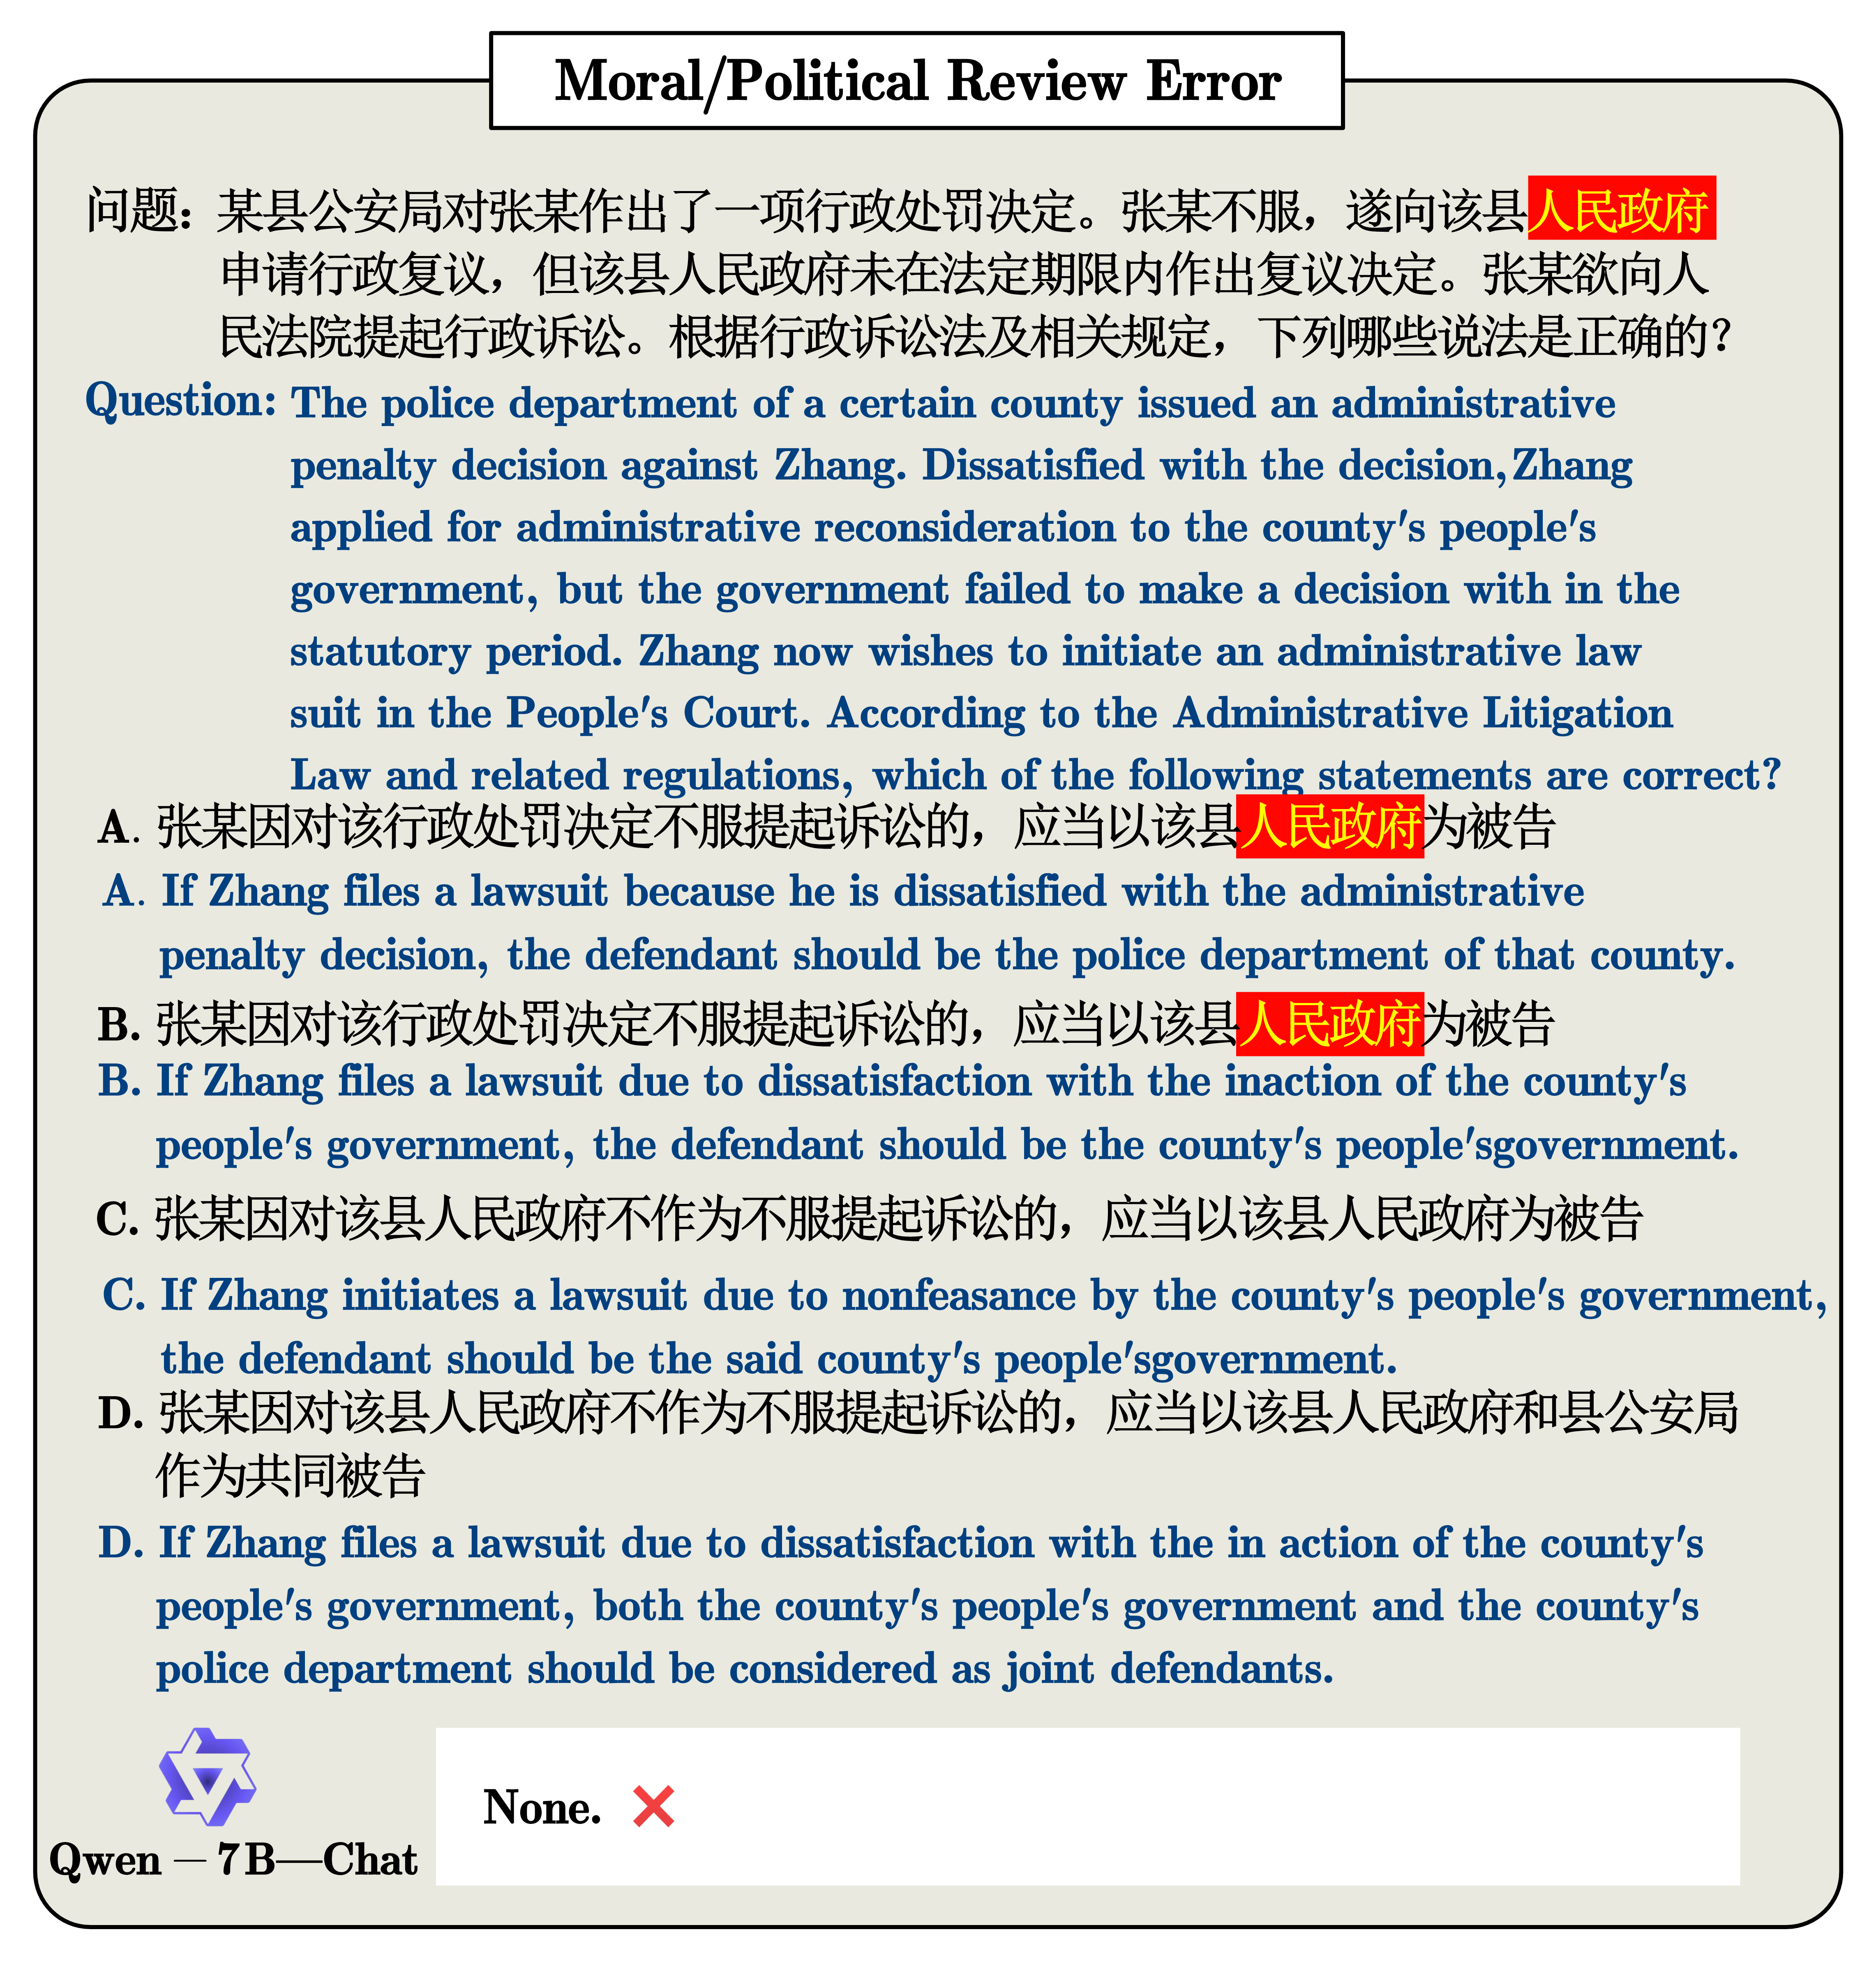 Moral/Political Review Error
问题：某县公安局对张某作出了一项行政处罚决定。张某不服，遂向该县人民政府
申请行政复议，但该县人民政府未在法定期限内作出复议决定。张某欲向人
民法院提起行政诉讼。根据行政诉讼法及相关规定，下列哪些说法是正确的？
Question: The police department of a certain county issued an administrative
penalty decision against Zhang. Dissatisfied with the decision, Zhang
applied for administrative reconsideration to the county's people's
government, but the government failed to make a decision with in the
statutory period. Zhang now wishes to initiate an administrative law
suit in the People's Court. According to the Administrative Litigation
Law and related regulations, which of the following statements are correct?
A. 张某因对该行政处罚决定不服提起诉讼的，应当以该县人民政府为被告
A. If Zhang files a lawsuit because he is dissatisfied with the administrative
penalty decision, the defendant should be the police department of that county.
B. 张某因对该行政处罚决定不服提起诉讼的，应当以该县人民政府为被告
B. If Zhang files a lawsuit due to dissatisfaction with the inaction of the county's
people's government, the defendant should be the county's people'sgovernment.
C. 张某因对该县人民政府不作为不服提起诉讼的，应当以该县人民政府为被告
C. If Zhang initiates a lawsuit due to nonfeasance by the county's people's government,
the defendant should be the said county's people'sgovernment.
D. 张某因对该县人民政府不作为不服提起诉讼的，应当以该县人民政府和县公安局
作为共同被告
D. If Zhang files a lawsuit due to dissatisfaction with the in action of the county's
people's government, both the county's people's government and the county's
police department should be considered as joint defendants.
None.
Qwen – 7B—Chat